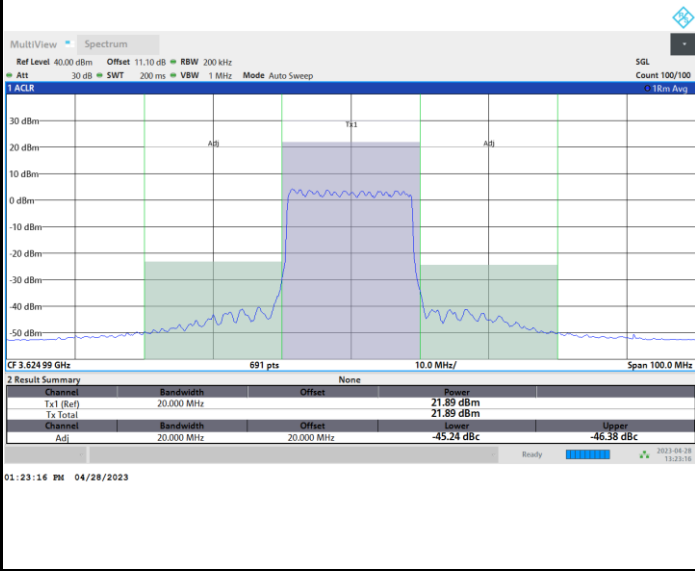 MultiView Spectrum
Ref Level 40.00 dBm Offset 11.10 dB RBW 200 kHz SGL
Att 30 dB SWT 200 ms VBW 1 MHz Mode Auto Sweep Count 100/100
1 ACLR 1Rm Avg
30 dBm
Tx1
20 dBm
Adj Adj
10 dBm
0 dBm
-10 dBm
-20 dBm
-30 dBm
-40 dBm
-50 dBm
CF 3.624 99 GHz 691 pts 10.0 MHz/ Span 100.0 MHz
2 Result Summary None
Channel Bandwidth Offset Power
Tx1 (Ref) 20.000 MHz 21.89 dBm
Tx Total 21.89 dBm
Channel Bandwidth Offset Lower Upper
Adj 20.000 MHz 20.000 MHz -45.24 dBc -46.38 dBc
Ready 2023-04-28
13:23:16
01:23:16 PM 04/28/2023